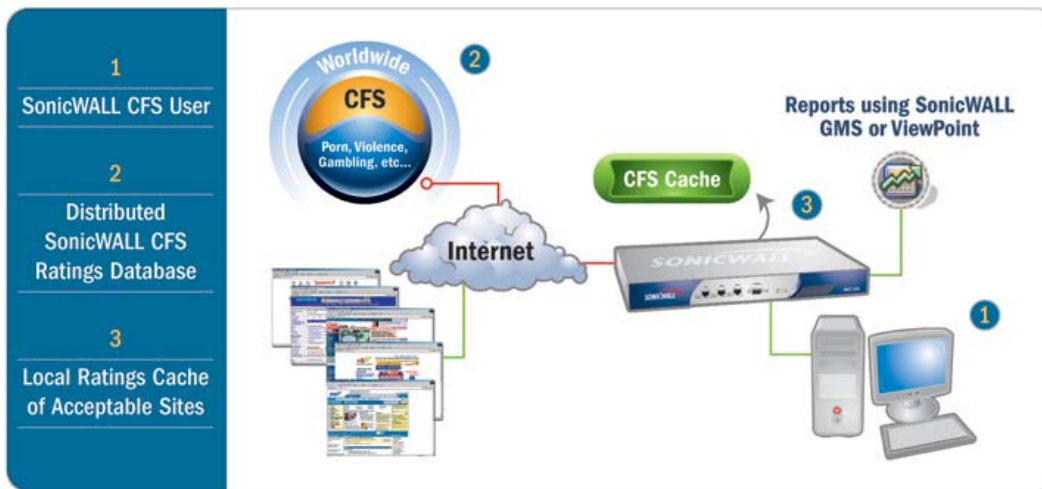 1
SonicWALL CFS User
2
Distributed
SonicWALL CFS
Ratings Database
3
Local Ratings Cache
of Acceptable Sites
Worldwide
CFS
Porn, Violence,
Gambling, etc...
2
Internet
CFS Cache
3
Reports using SonicWALL
GMS or ViewPoint
SONICWALL
SONICWALL
1